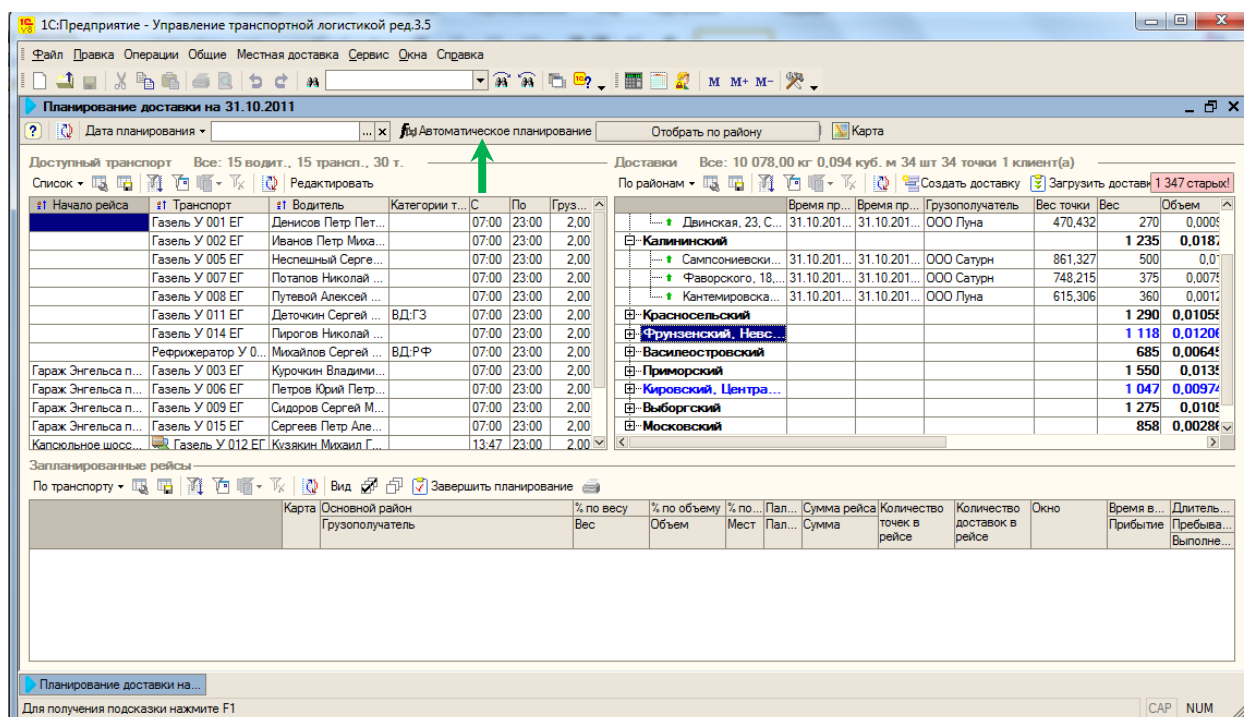 1С:Предприятие - Управление транспортной логистикой ред.3.5
Файл Правка Операции Общие Местная доставка Сервис Окна Справка
M M+ M-
Планирование доставки на 31.10.2011
Дата планирования ... x Автоматическое планирование Отобрать по району Карта
Доступный транспорт Все: 15 водит., 15 трансп., 30 т.
Список Редактировать
Начало рейса Транспорт Водитель Категории т... С По Груз...
Газель У 001 ЕГ Денисов Петр Пет... 07:00 23:00 2,00
Газель У 002 ЕГ Иванов Петр Миха... 07:00 23:00 2,00
Газель У 005 ЕГ Неспешный Серге... 07:00 23:00 2,00
Газель У 007 ЕГ Потапов Николай ... 07:00 23:00 2,00
Газель У 008 ЕГ Путевой Алексей ... 07:00 23:00 2,00
Газель У 011 ЕГ Деточкин Сергей ... ВД:ГЗ 07:00 23:00 2,00
Газель У 014 ЕГ Пирогов Николай ... 07:00 23:00 2,00
Рефрижератор У 0... Михайлов Сергей ... ВД:РФ 07:00 23:00 2,00
Гараж Энгельса п... Газель У 003 ЕГ Курочкин Владими... 07:00 23:00 2,00
Гараж Энгельса п... Газель У 006 ЕГ Петров Юрий Петр... 07:00 23:00 2,00
Гараж Энгельса п... Газель У 009 ЕГ Сидоров Сергей М... 07:00 23:00 2,00
Гараж Энгельса п... Газель У 015 ЕГ Сергеев Петр Але... 07:00 23:00 2,00
Капсюльное шосс... Газель У 012 ЕГ Кузякин Михаил Г... 13:47 23:00 2,00
Доставки Все: 10 078,00 кг 0,094 куб. м 34 шт 34 точки 1 клиент(а)
По районам Создать доставку Загрузить достав 1 347 старых!
Время пр... Время пр... Грузополучатель Вес точки Вес Объем
Двинская, 23, С... 31.10.201... 31.10.201... ООО Луна 470,432 270 0,0009
Калининский 1 235 0,0187
Сампсониевски... 31.10.201... 31.10.201... ООО Сатурн 861,327 500 0,01
Фаворского, 18,... 31.10.201... 31.10.201... ООО Сатурн 748,215 375 0,0075
Кантемировска... 31.10.201... 31.10.201... ООО Луна 615,306 360 0,0012
Красносельский 1 290 0,01055
Фрунзенский, Невс... 1 118 0,01206
Василеостровский 685 0,00645
Приморский 1 550 0,0135
Кировский, Центра... 1 047 0,00974
Выборгский 1 275 0,0105
Московский 858 0,00286
Запланированные рейсы
По транспорту Вид Завершить планирование
Карта Основной район % по весу % по объему % по... Пал... Сумма рейса Количество точек в рейсе Количество доставок в рейсе Окно Время в... Длитель...
Грузополучатель Вес Объем Мест Пал... Сумма Прибытие Пребыва...
Выполне...
Планирование доставки на...
Для получения подсказки нажмите F1 CAP NUM